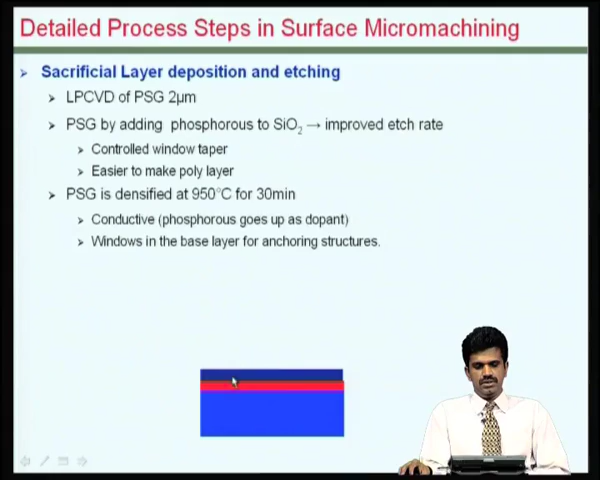 Detailed Process Steps in Surface Micromachining
Sacrificial Layer deposition and etching
LPCVD of PSG 2µm
PSG by adding phosphorous to SiO₂ → improved etch rate
Controlled window taper
Easier to make poly layer
PSG is densified at 950°C for 30min
Conductive (phosphorous goes up as dopant)
Windows in the base layer for anchoring structures.